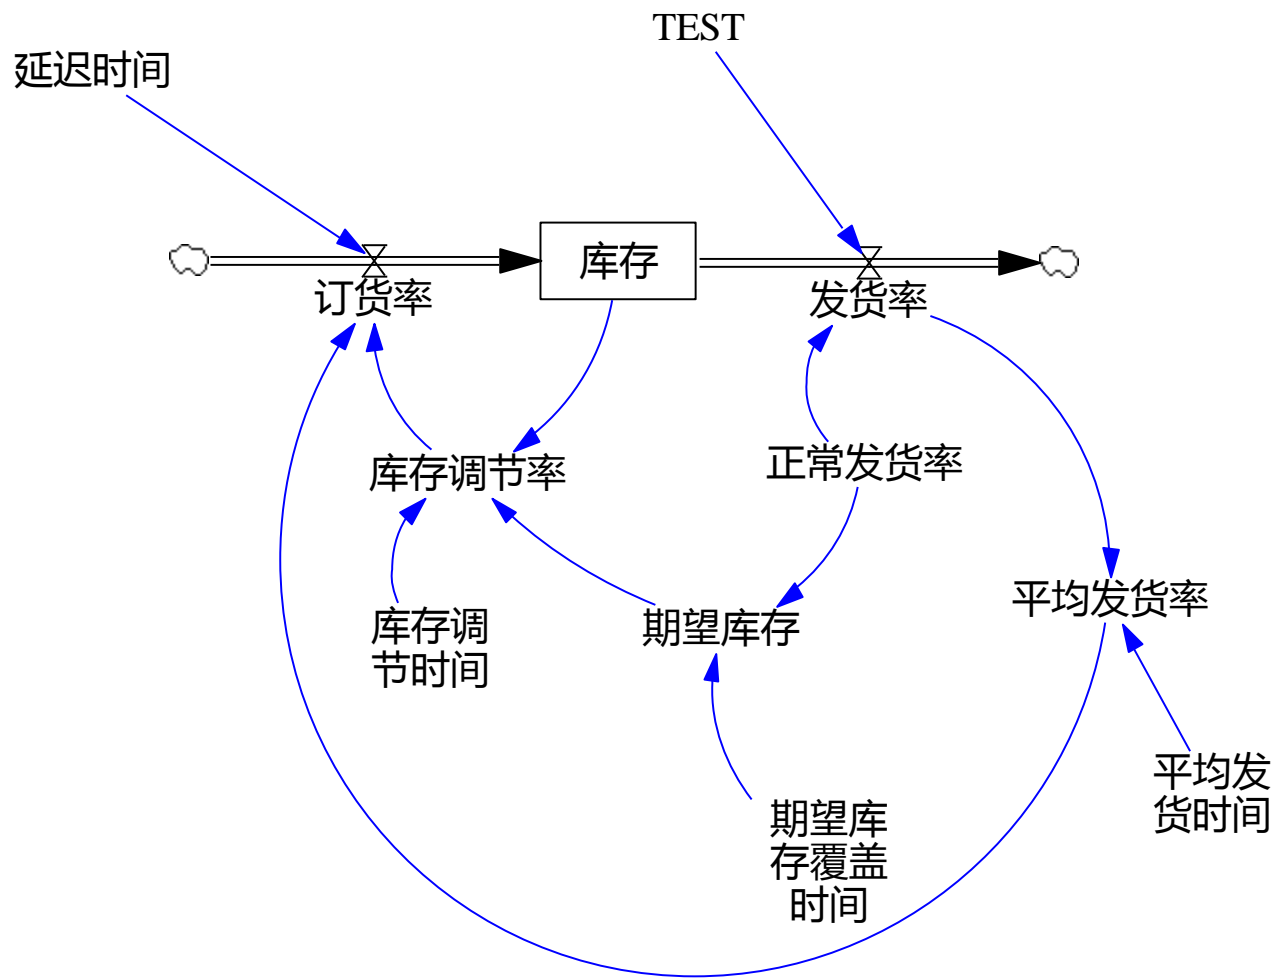 TEST
延迟时间
库存
订货率
发货率
库存调节率
正常发货率
平均发货率
库存调
节时间
期望库存
平均发
货时间
期望库
存覆盖
时间